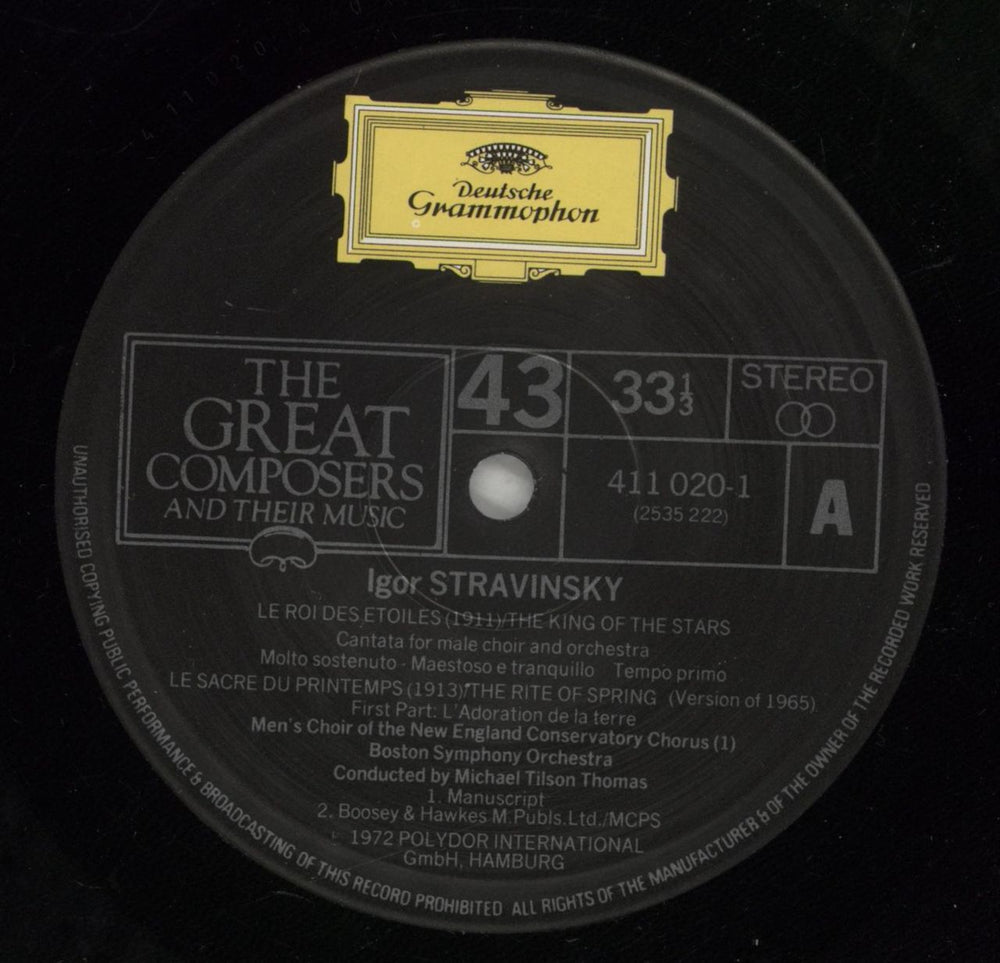 Deutsche
Grammophon
THE
GREAT
COMPOSERS
AND THEIR MUSIC
43
33⅓
STEREO
411 020-1
(2535 222)
A
Igor STRAVINSKY
LE ROI DES ETOILES (1911)/THE KING OF THE STARS
Cantata for male choir and orchestra
Molto sostenuto · Maestoso e tranquillo Tempo primo
LE SACRE DU PRINTEMPS (1913)/THE RITE OF SPRING (Version of 1965)
First Part: L'Adoration de la terre
Men's Choir of the New England Conservatory Chorus (1)
Boston Symphony Orchestra
Conducted by Michael Tilson Thomas
1. Manuscript
2. Boosey & Hawkes M.Publs.Ltd./MCPS
1972 POLYDOR INTERNATIONAL
GmbH, HAMBURG
UNAUTHORISED COPYING PUBLIC PERFORMANCE & BROADCASTING OF THIS RECORD PROHIBITED ALL RIGHTS OF THE MANUFACTURER & OF THE OWNER OF THE RECORDED WORK RESERVED